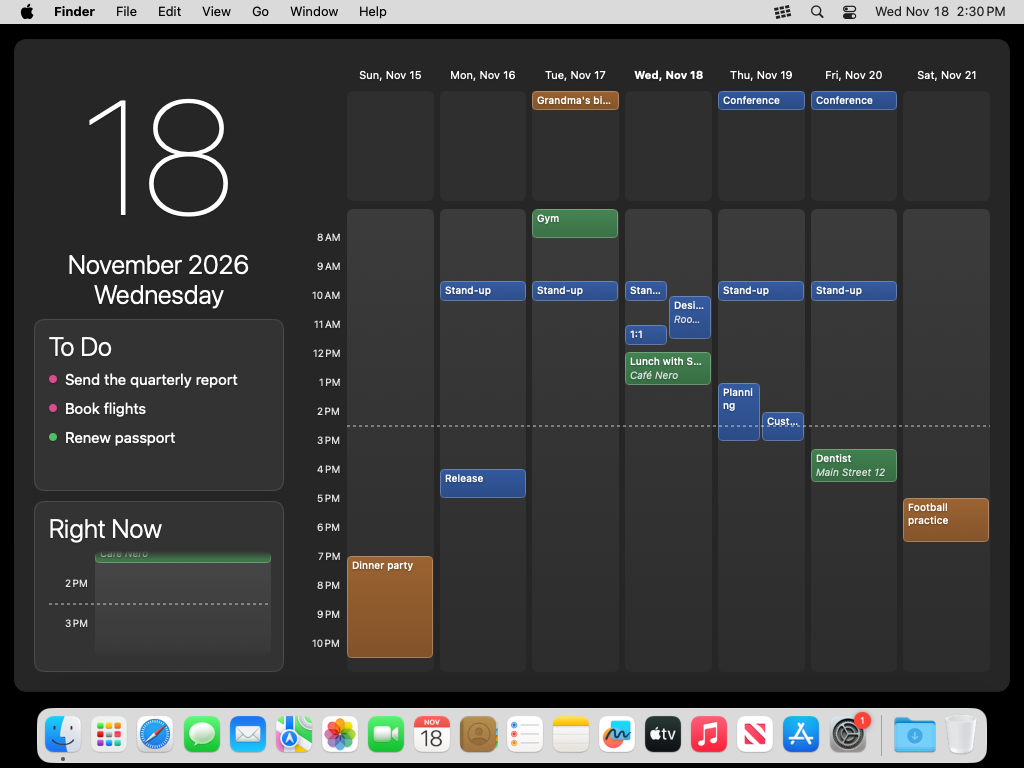 Finder File Edit View Go Window Help Wed Nov 18 2:30 PM
18
November 2026
Wednesday
To Do
Send the quarterly report
Book flights
Renew passport
Right Now
Café Nero
2 PM
3 PM
Sun, Nov 15 Mon, Nov 16 Tue, Nov 17 Wed, Nov 18 Thu, Nov 19 Fri, Nov 20 Sat, Nov 21
Grandma's bi... Conference Conference
Gym
8 AM
9 AM
10 AM
Stand-up Stand-up Stan... Stand-up Stand-up
Desi...
Roo...
11 AM
1:1
12 PM
Lunch with S...
Café Nero
1 PM
Planni
ng
2 PM
Cust...
3 PM
Dentist
Main Street 12
4 PM
Release
5 PM
Football
practice
6 PM
7 PM
Dinner party
8 PM
9 PM
10 PM
NOV
18
tv
1